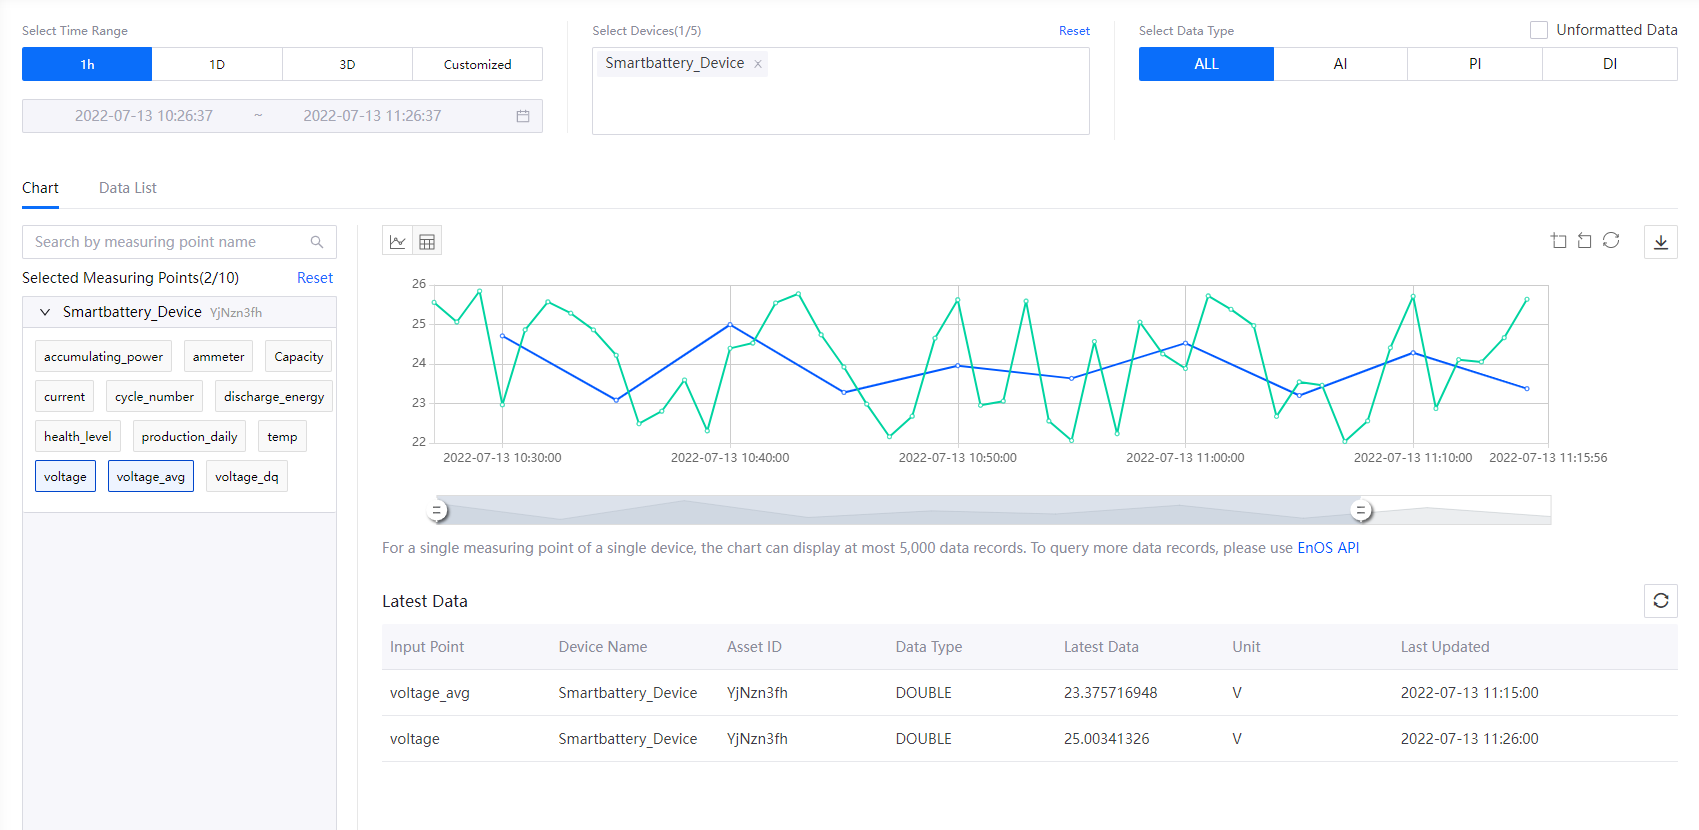 Select Time Range
1h 1D 3D Customized
2022-07-13 10:26:37 ~ 2022-07-13 11:26:37
Select Devices(1/5) Reset
Smartbattery_Device ×
Select Data Type
Unformatted Data
ALL AI PI DI
Chart Data List
Search by measuring point name
Selected Measuring Points(2/10) Reset
Smartbattery_Device YjNzn3fh
accumulating_power ammeter Capacity
current cycle_number discharge_energy
health_level production_daily temp
voltage voltage_avg voltage_dq
26
25
24
23
22
2022-07-13 10:30:00 2022-07-13 10:40:00 2022-07-13 10:50:00 2022-07-13 11:00:00 2022-07-13 11:10:00 2022-07-13 11:15:56
For a single measuring point of a single device, the chart can display at most 5,000 data records. To query more data records, please use EnOS API
Latest Data
Input Point Device Name Asset ID Data Type Latest Data Unit Last Updated
voltage_avg Smartbattery_Device YjNzn3fh DOUBLE 23.375716948 V 2022-07-13 11:15:00
voltage Smartbattery_Device YjNzn3fh DOUBLE 25.00341326 V 2022-07-13 11:26:00